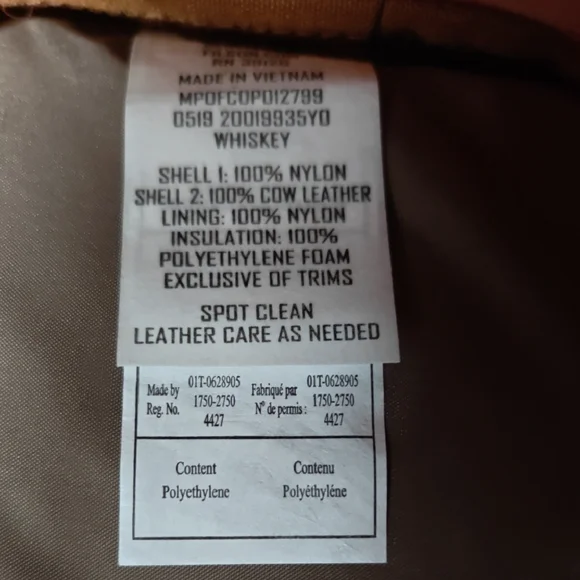 MADE IN VIETNAM
MPOFCOP012799
0519 20019935YO
WHISKEY
SHELL 1: 100% NYLON
SHELL 2: 100% COW LEATHER
LINING: 100% NYLON
INSULATION: 100%
POLYETHYLENE FOAM
EXCLUSIVE OF TRIMS
SPOT CLEAN
LEATHER CARE AS NEEDED
Made by Reg. No. 01T-0628905 1750-2750 4427 Fabriqué par N° de permis : 01T-0628905 1750-2750 4427
Content Contenu
Polyethylene Polyéthyléne